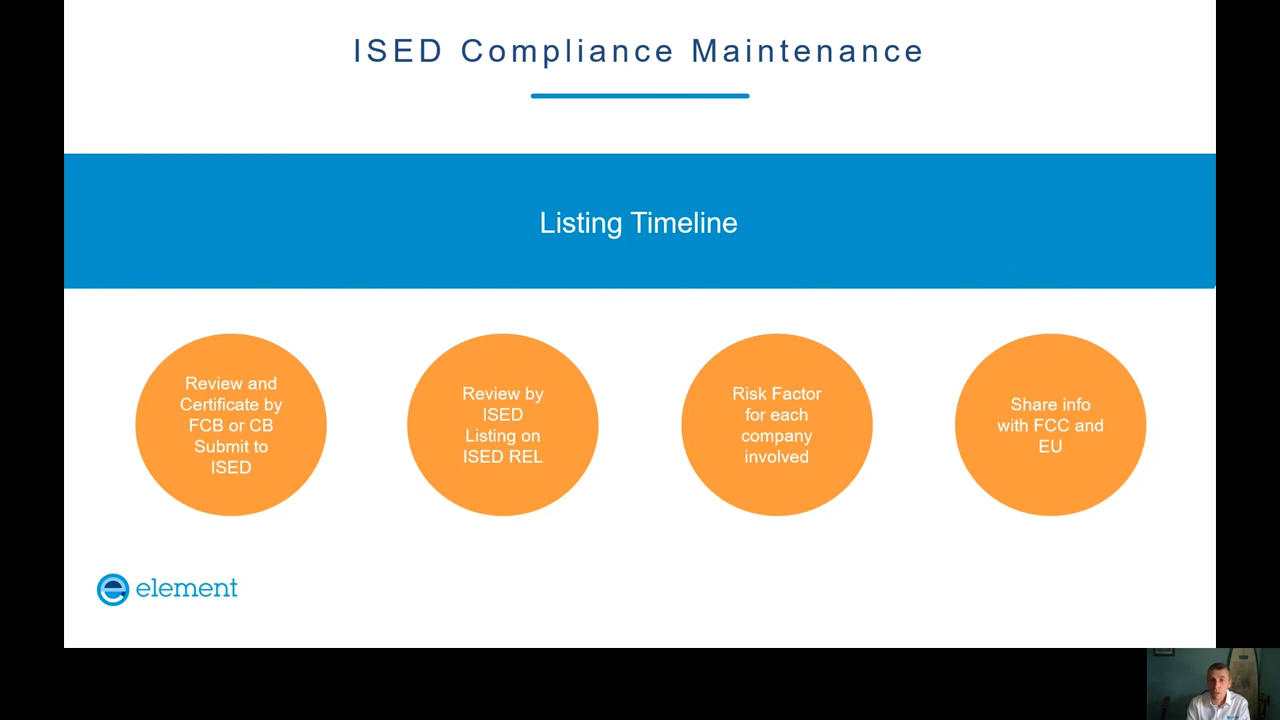 ISED Compliance Maintenance
Listing Timeline
Review and
Certificate by
FCB or CB
Submit to
ISED
Review by
ISED
Listing on
ISED REL
Risk Factor
for each
company
involved
Share info
with FCC and
EU
element